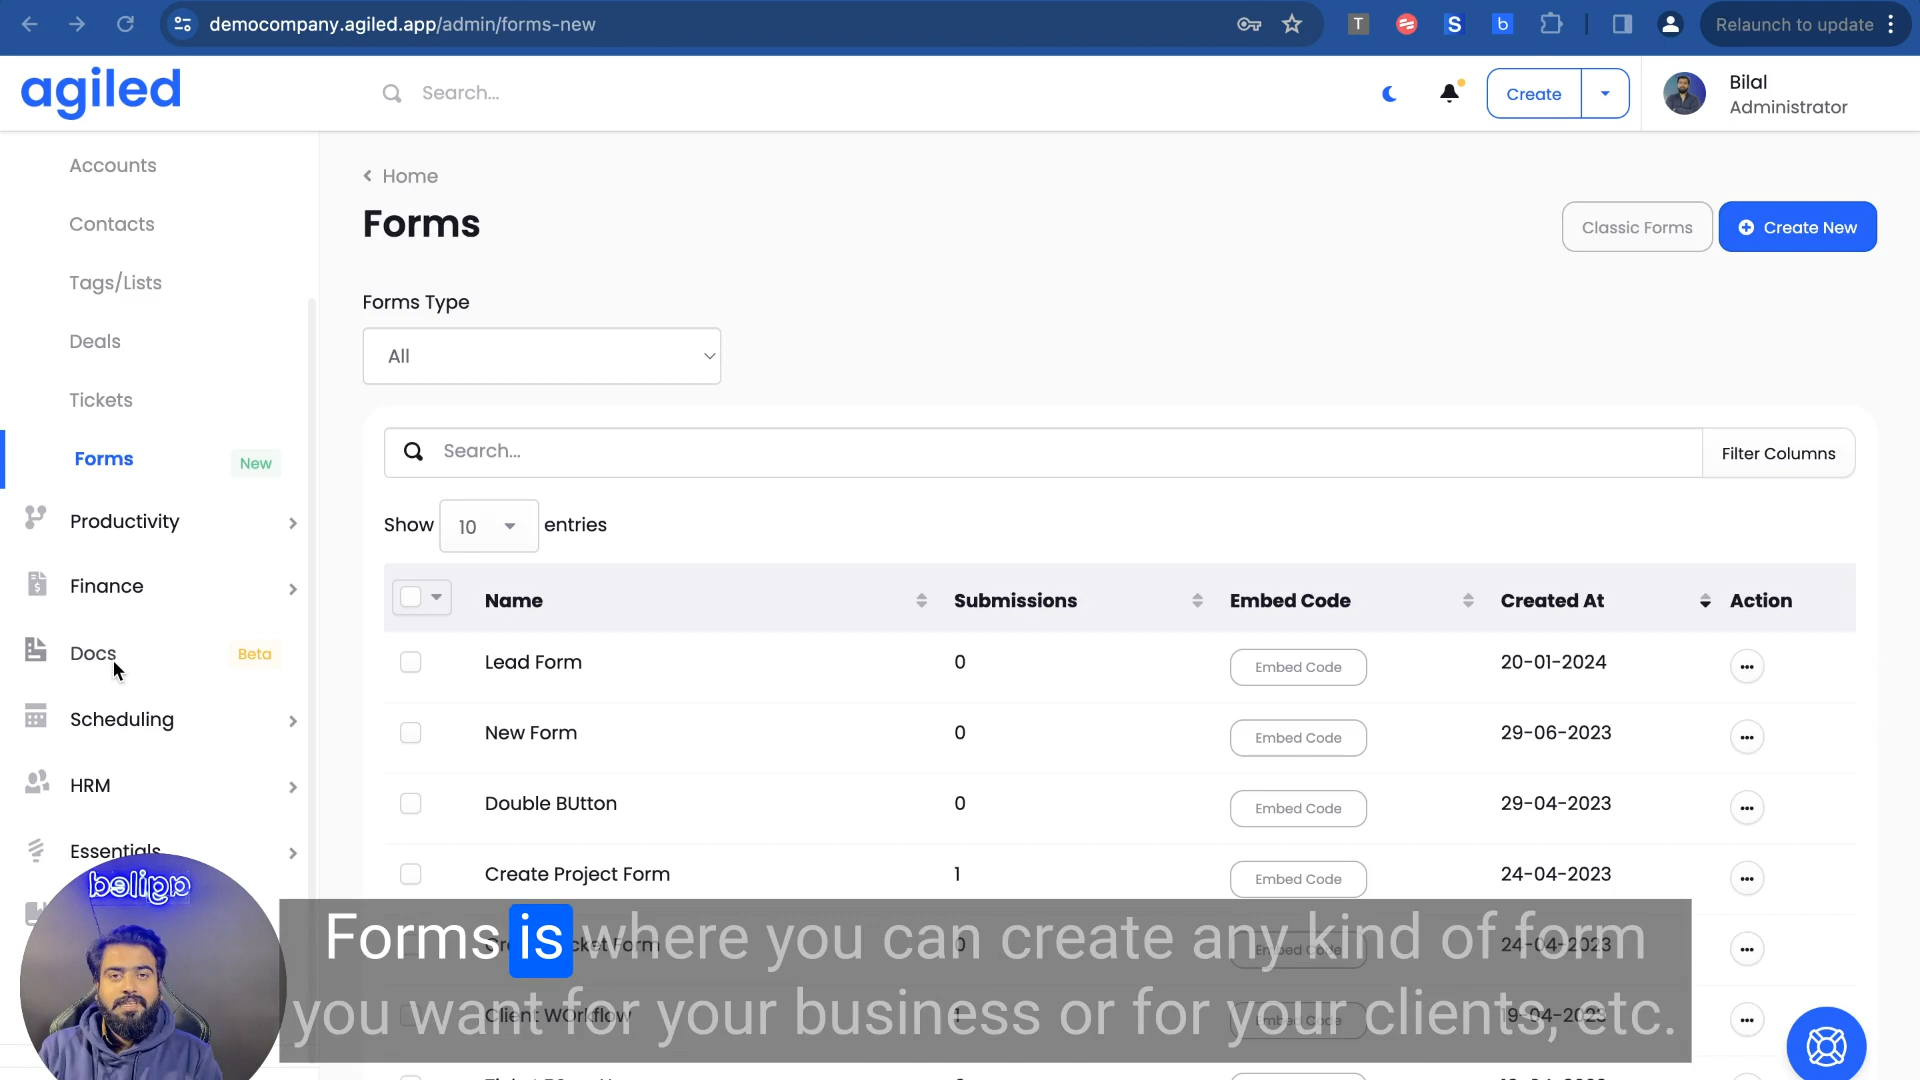 democompany.agiled.app/admin/forms-new
T
S
b
Relaunch to update
agiled
Search...
Create
Bilal
Administrator
Accounts
Contacts
Tags/Lists
Deals
Tickets
Forms
New
Productivity
Finance
Docs
Beta
Scheduling
HRM
Essentials
Home
Forms
Classic Forms
Create New
Forms Type
All
Search...
Filter Columns
Show 10 entries
Name Submissions Embed Code Created At Action
Lead Form 0 Embed Code 20-01-2024
New Form 0 Embed Code 29-06-2023
Double BUtton 0 Embed Code 29-04-2023
Create Project Form 1 Embed Code 24-04-2023
0 Embed Code 24-04-2023
Client WOrkflow 1 Embed Code 19-04-2023
agiled
Forms is where you can create any kind of form
you want for your business or for your clients, etc.